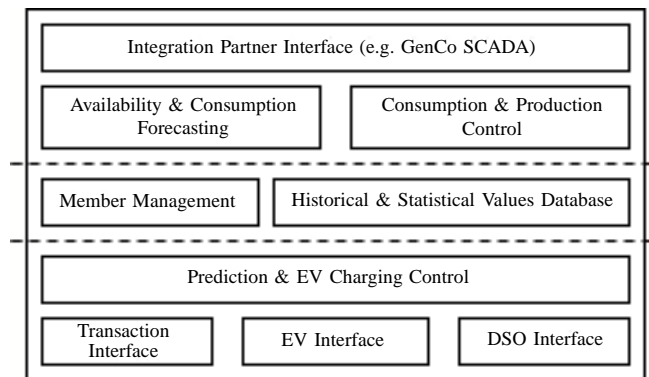 Integration Partner Interface (e.g. GenCo SCADA)
Availability & Consumption
Forecasting
Consumption & Production
Control
Member Management
Historical & Statistical Values Database
Prediction & EV Charging Control
Transaction
Interface
EV Interface
DSO Interface